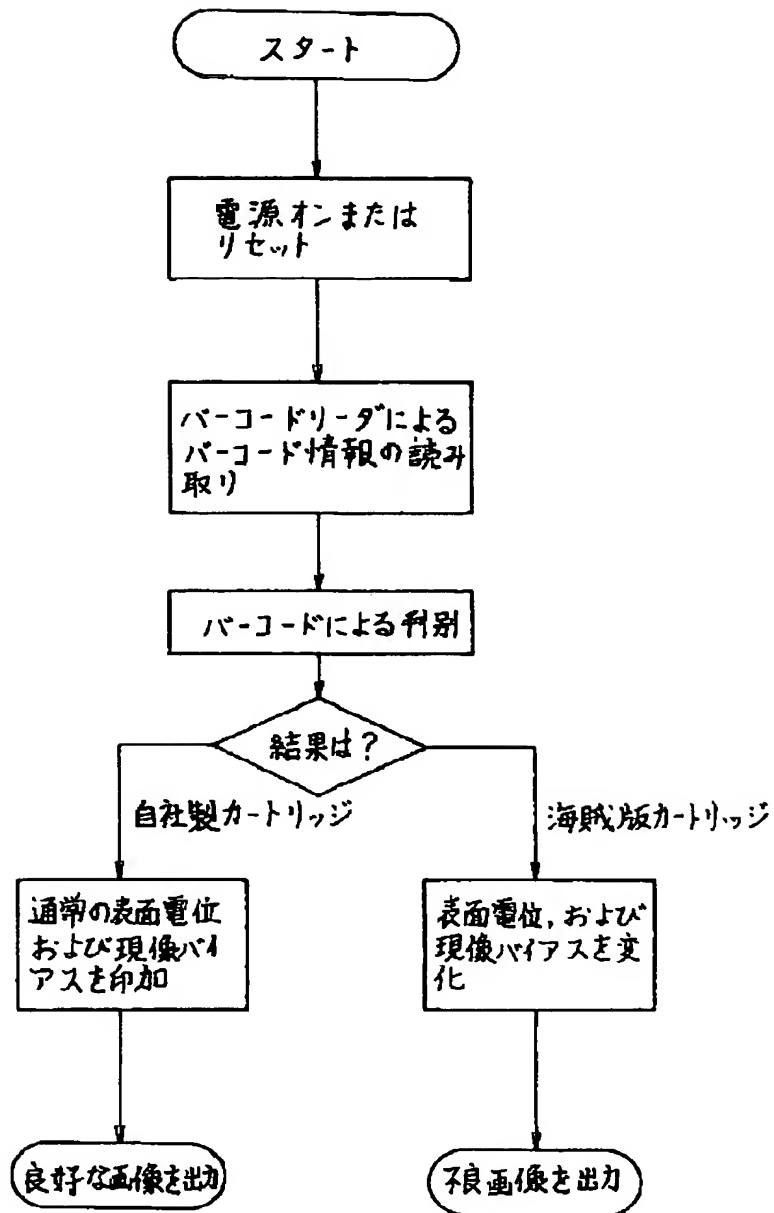 スタート
電源オンまたは
リセット
バーコードリーダによる
バーコード情報の読み
取り
バーコードによる判別
結果は?
自社製カートリッジ
海賊版カートリッジ
通常の表面電位
および現像バイ
アスを印加
表面電位,および
現像バイアスを変
化
良好な画像を出力
不良画像を出力